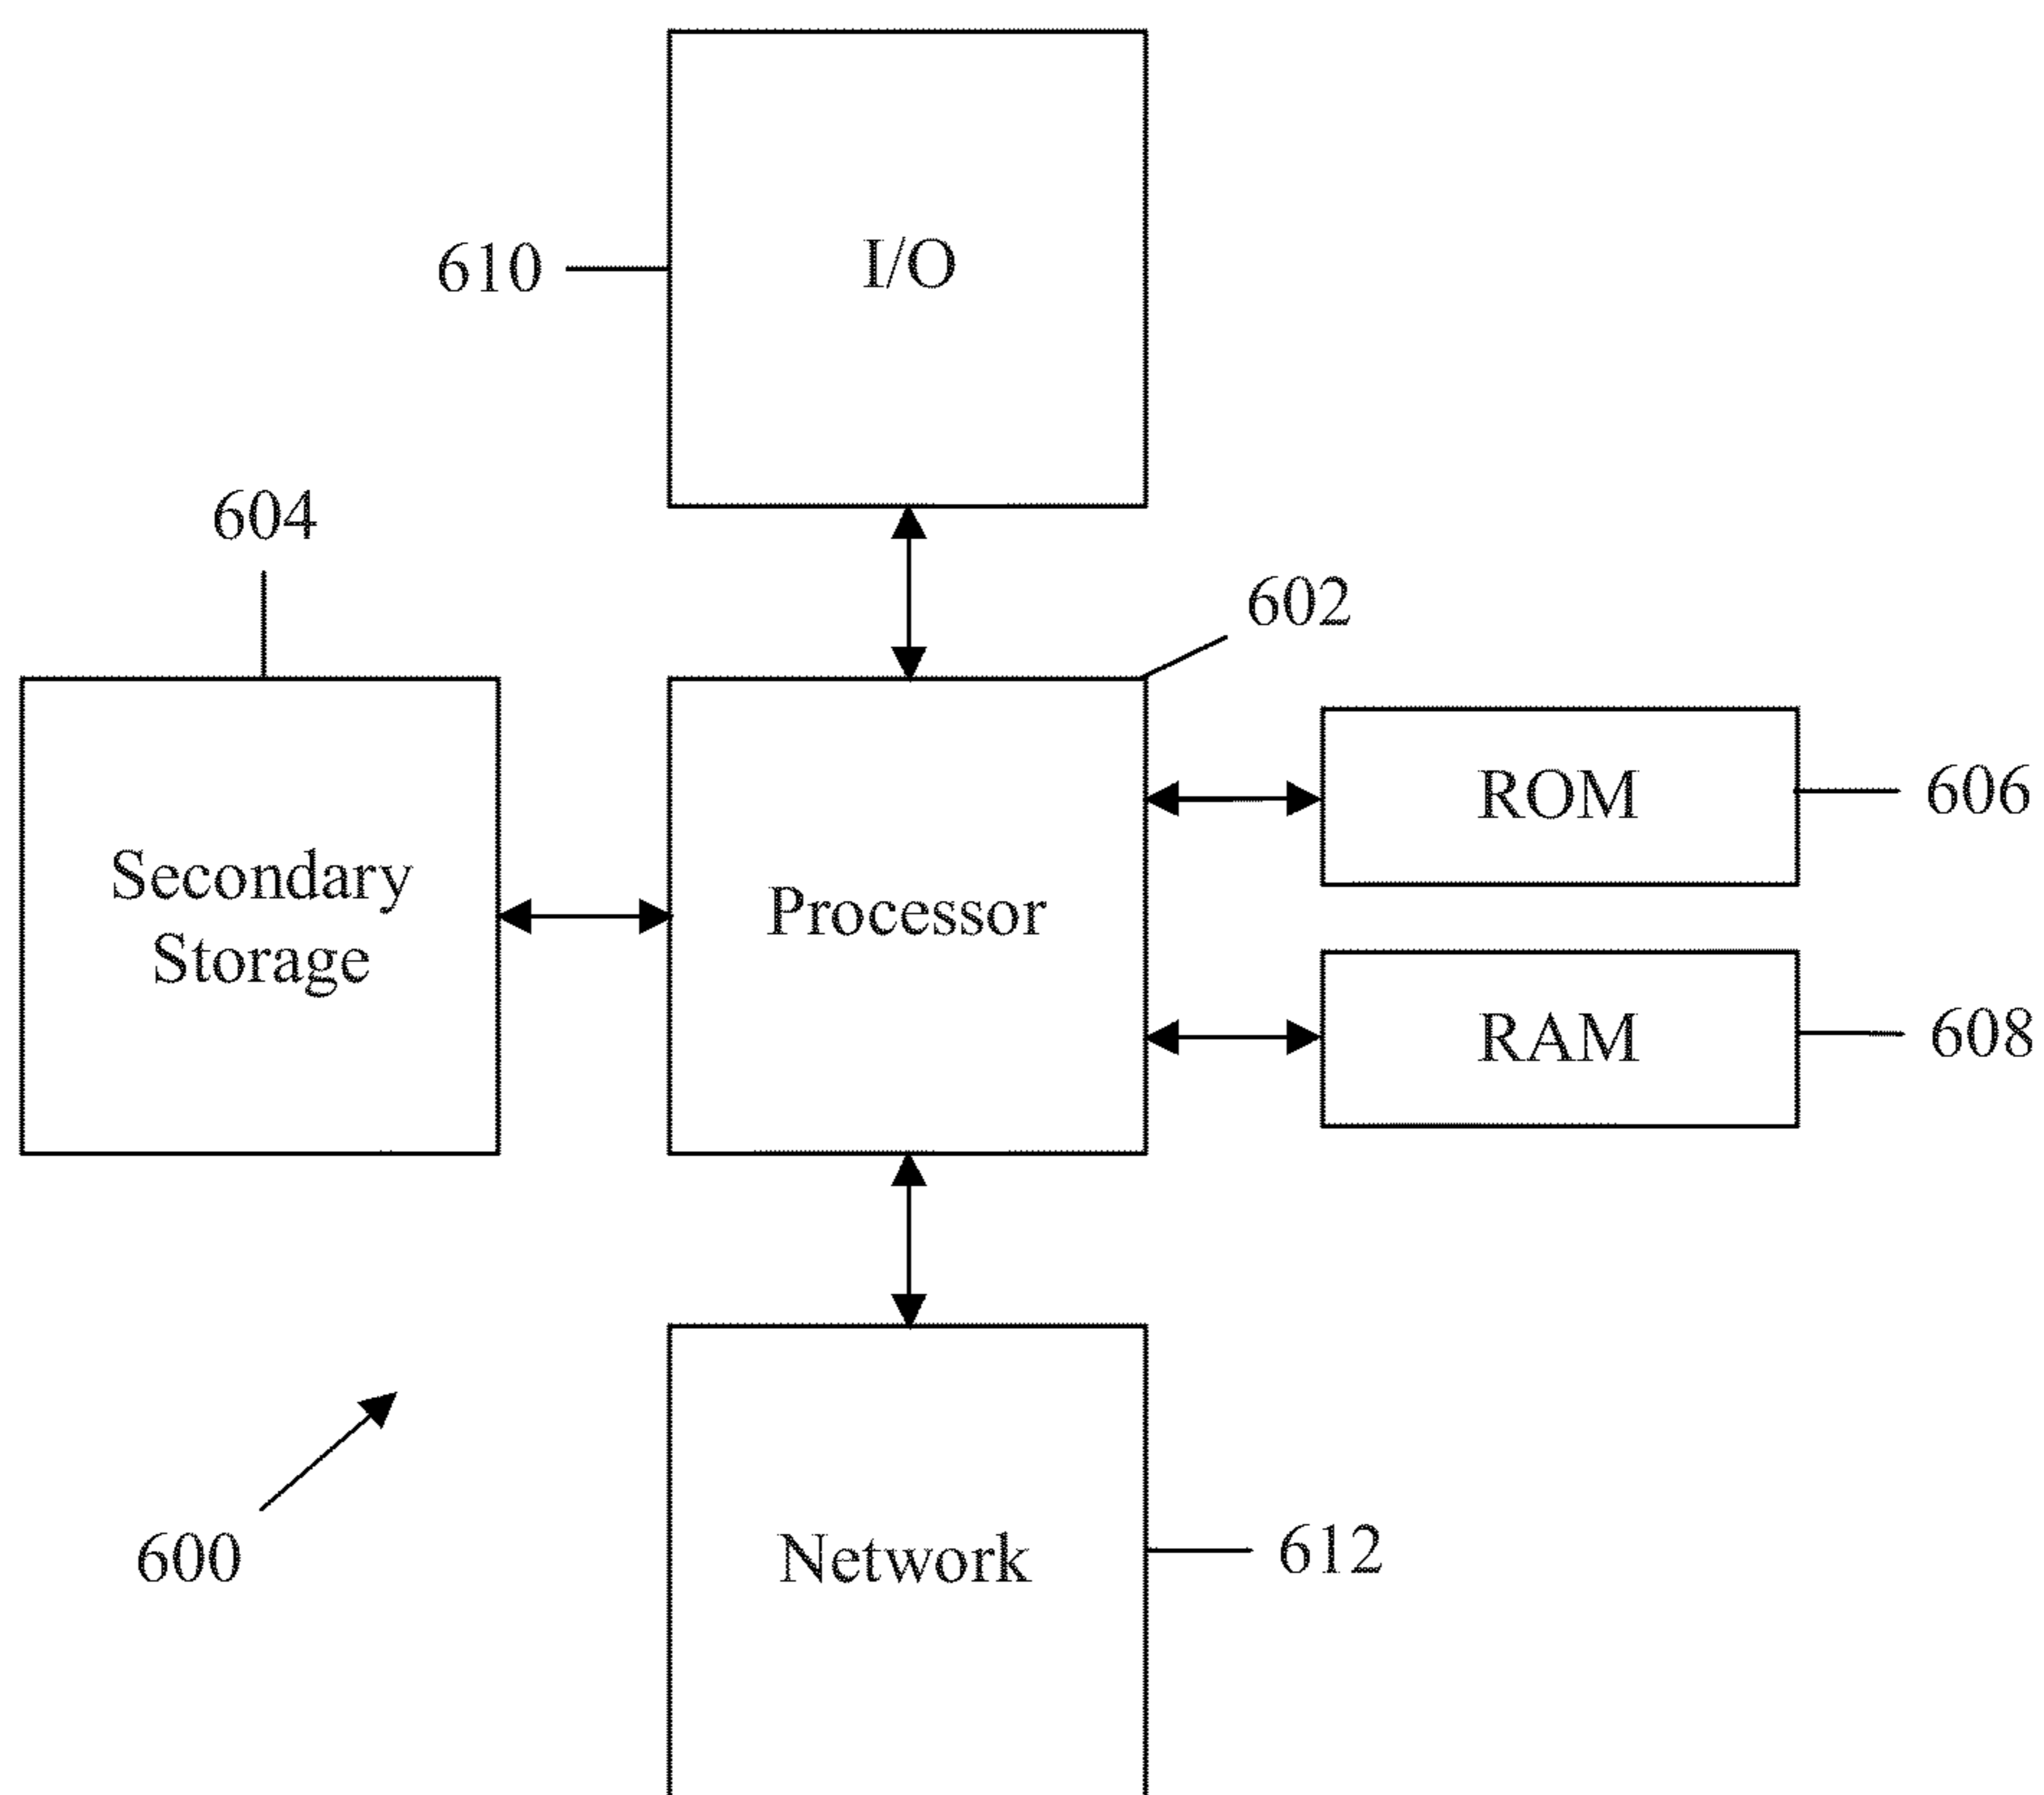 I/O
610
604
602
Secondary
Storage
Processor
ROM
606
RAM
608
Network
612
600